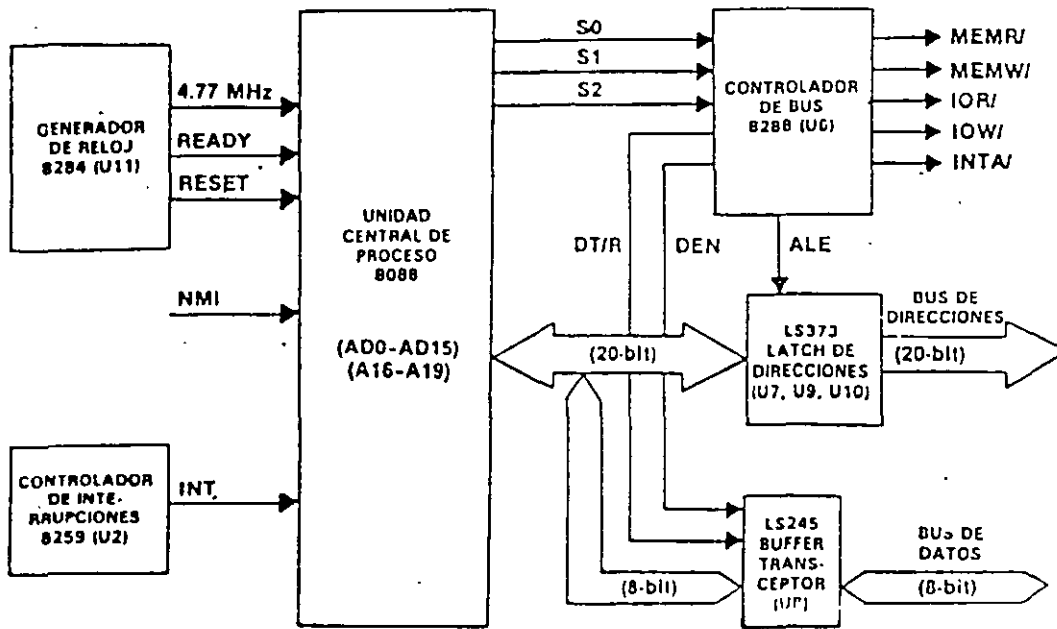 GENERADOR
DE RELOJ
8284 (U11)
4.77 MHz
READY
RESET
NMI
CONTROLADOR
DE INTE-
RRUPCIONES
8259 (U2)
INT
UNIDAD
CENTRAL DE
PROCESO
8088
(AD0-AD15)
(A16-A19)
S0
S1
S2
CONTROLADOR
DE BUS
8288 (U6)
MEMR/
MEMW/
IOR/
IOW/
INTA/
DT/R
DEN
ALE
(20-bit)
LS373
LATCH DE
DIRECCIONES
(U7, U9, U10)
BUS DE
DIRECCIONES
(20-bit)
(8-bit)
LS245
BUFFER
TRANS-
CEPTOR
BUS DE
DATOS
(8-bit)